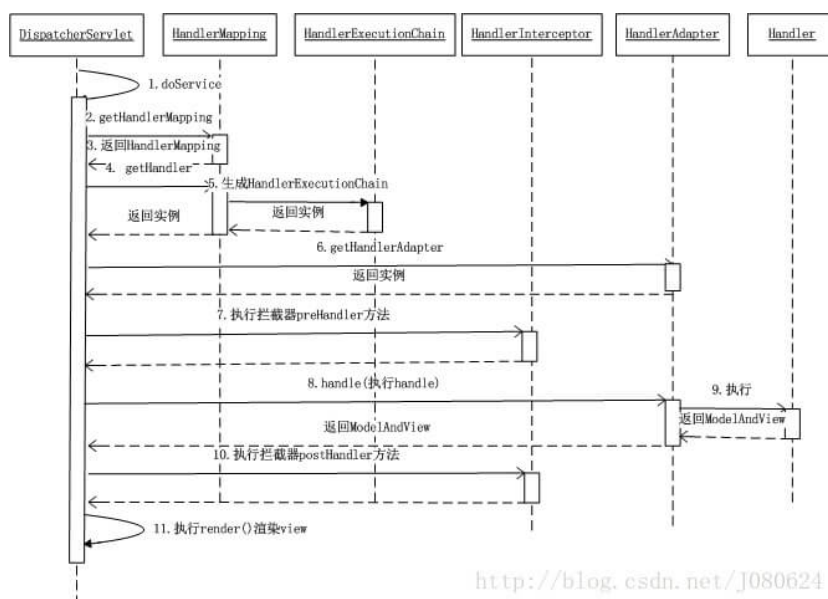 DispatcherServlet
HandlerMapping
HandlerExecutionChain
HandlerInterceptor
HandlerAdapter
Handler
1.doService
2.getHandlerMapping
3.返回HandlerMapping
4. getHandler
5.生成HandlerExecutionChain
返回实例
返回实例
6.getHandlerAdapter
返回实例
7.执行拦截器preHandler方法
8.handle(执行handle)
9.执行
返回ModelAndView
返回ModelAndView
10.执行拦截器postHandler方法
11.执行render()渲染view
http://blog.csdn.net/J080624